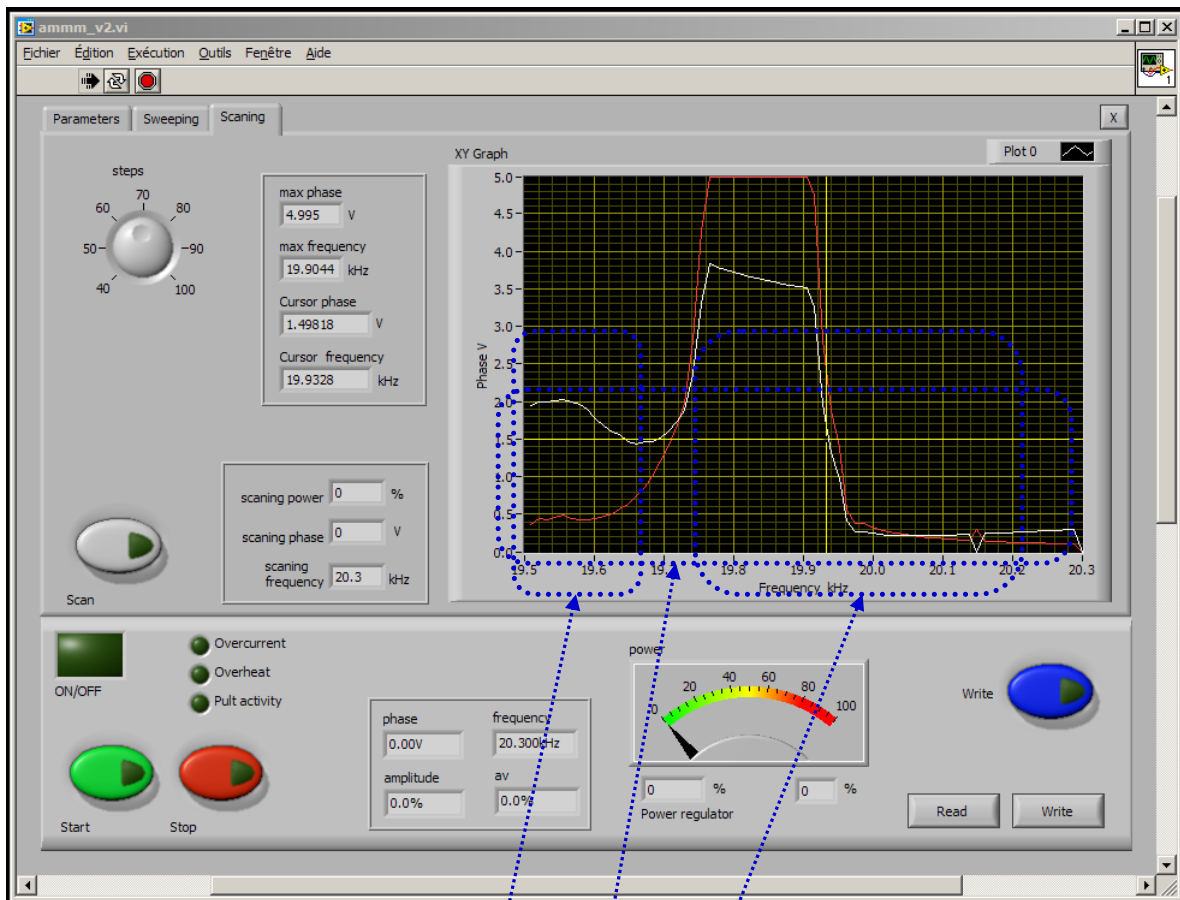 ammm_v2.vi
Fichier Édition Exécution Outils Fenêtre Aide
1
Parameters Sweeping Scaning X
steps
40 50 60 70 80 90 100
max phase
4.995 V
max frequency
19.9044 kHz
Cursor phase
1.49818 V
Cursor frequency
19.9328 kHz
XY Graph Plot 0
Phase V
5.0
4.5
4.0
3.5
3.0
2.5
2.0
1.5
1.0
0.5
0.0
19.5 19.6 19.7 19.8 19.9 20.0 20.1 20.2 20.3
Frequency kHz
scaning power 0 %
scaning phase 0 V
scaning
frequency 20.3 kHz
Scan
ON/OFF
Overcurrent
Overheat
Pult activity
Start Stop
phase frequency
0.00V 20.300kHz
amplitude av
0.0% 0.0%
power
0 20 40 60 80 100
0 % 0 %
Power regulator
Write
Read Write